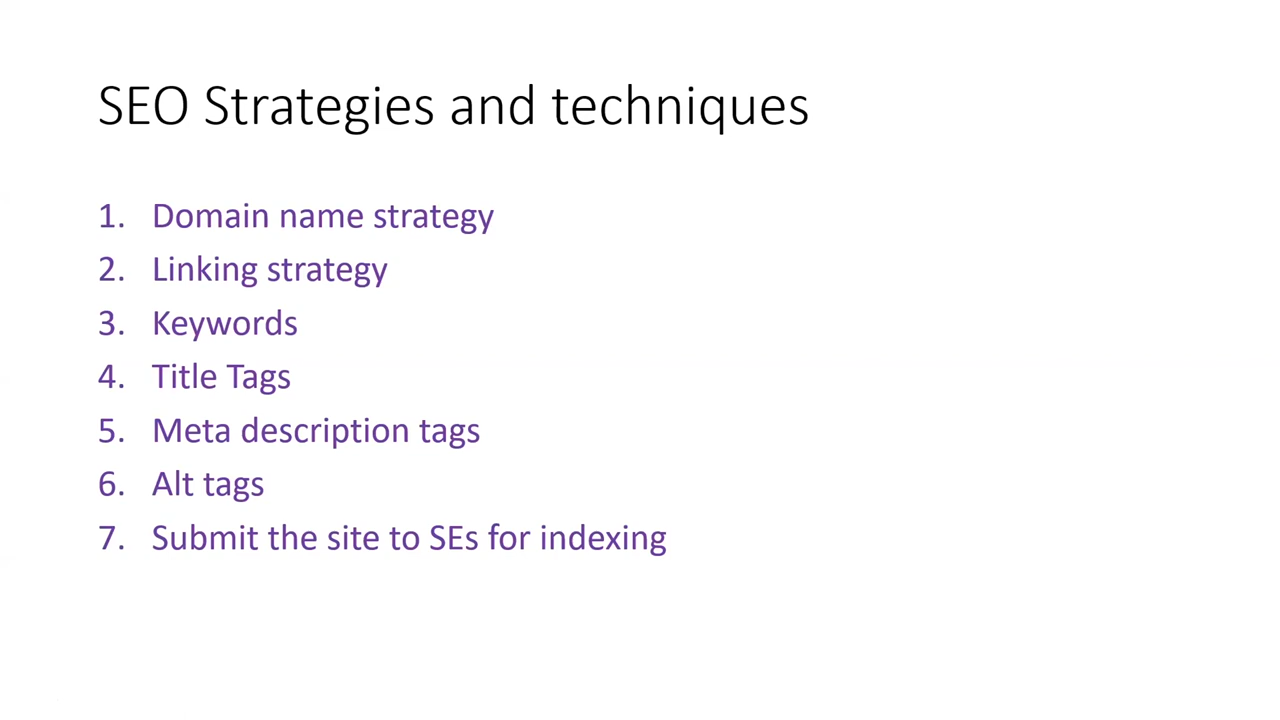 SEO Strategies and techniques
1. Domain name strategy
2. Linking strategy
3. Keywords
4. Title Tags
5. Meta description tags
6. Alt tags
7. Submit the site to SEs for indexing